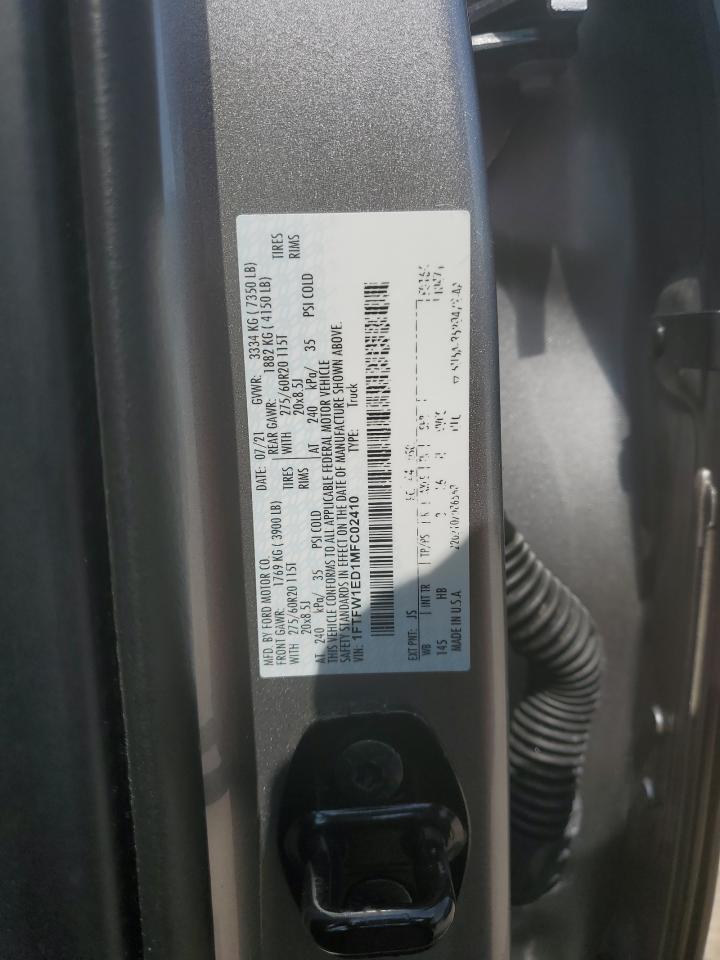 MFD. BY FORD MOTOR CO.
DATE: 07/21 GVWR: 3334 KG ( 7350 LB)
FRONT GAWR: 1769 KG ( 3900 LB) REAR GAWR: 1882 KG ( 4150 LB)
WITH 275/60R20 115T TIRES WITH 275/60R20 115T TIRES
20x8.5J RIMS 20x8.5J RIMS
AT 240 kPa/ 35 PSI COLD AT 240 kPa/ 35 PSI COLD
THIS VEHICLE CONFORMS TO ALL APPLICABLE FEDERAL MOTOR VEHICLE
SAFETY STANDARDS IN EFFECT ON THE DATE OF MANUFACTURE SHOWN ABOVE.
VIN: 1FTFW1ED1MFC02410 TYPE: Truck
EXT PNT: JS
WB INT TR TP/PS R
145 HB
MADE IN U.S.A.